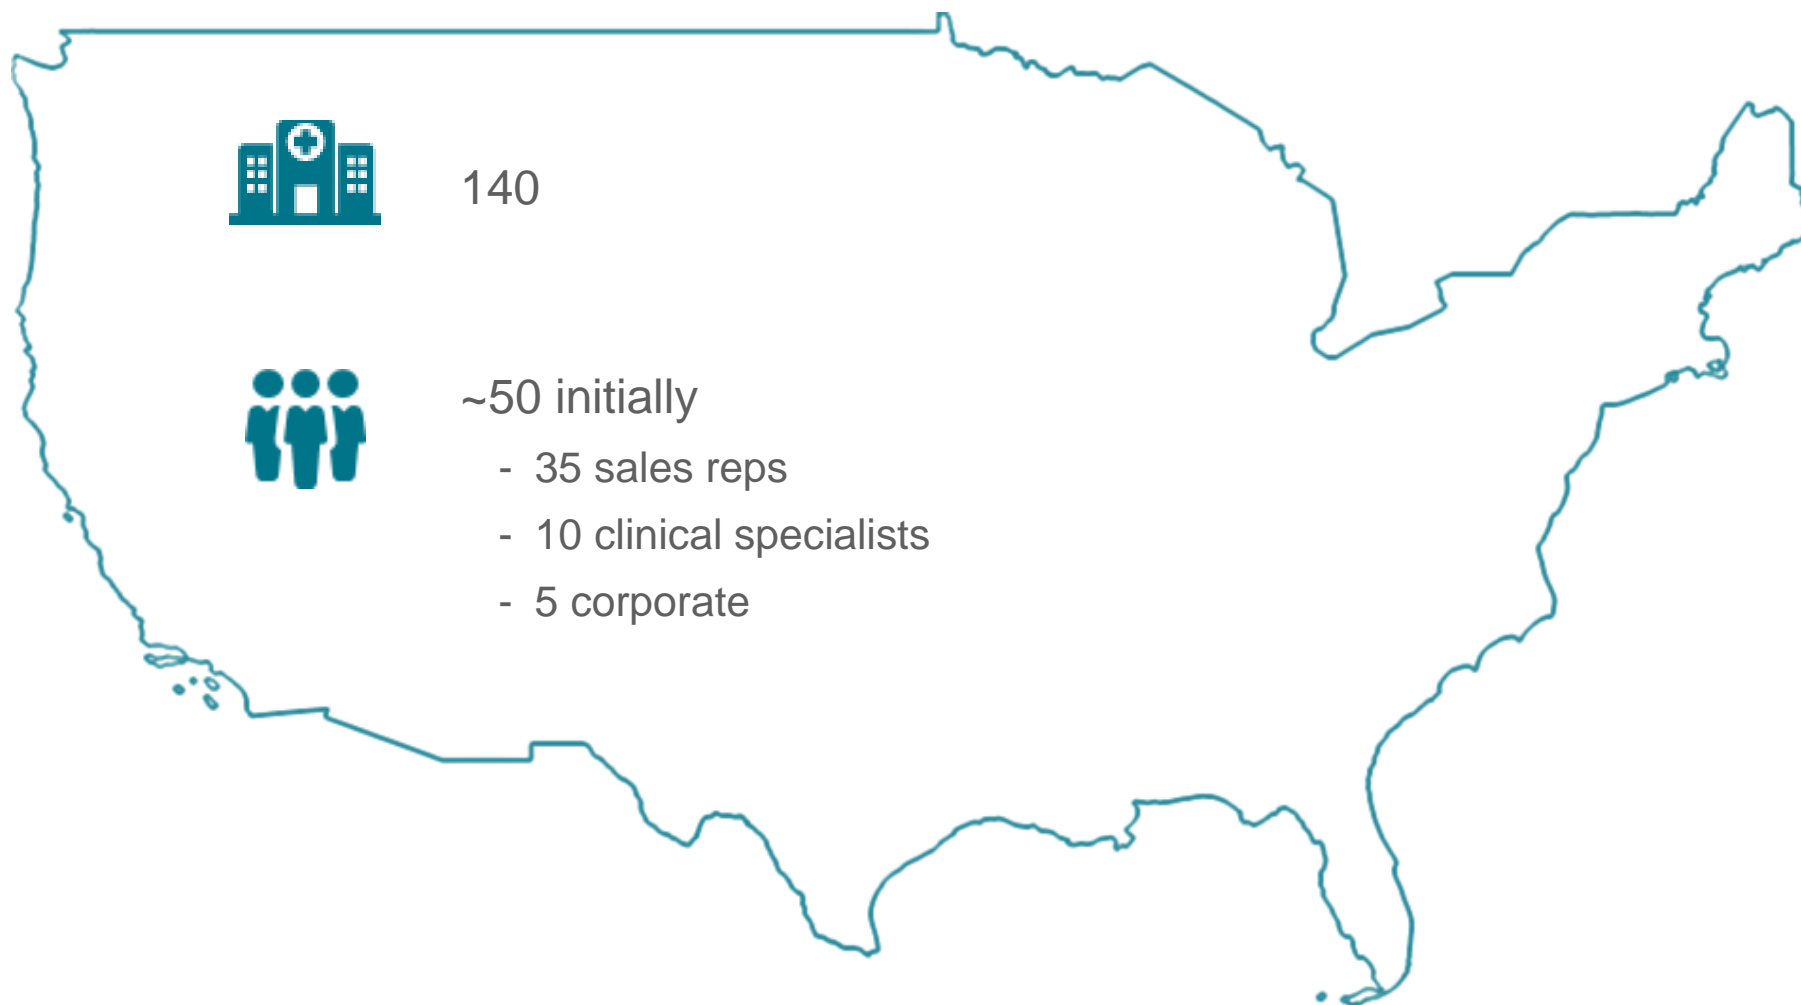 140
~50 initially
- 35 sales reps
- 10 clinical specialists
- 5 corporate